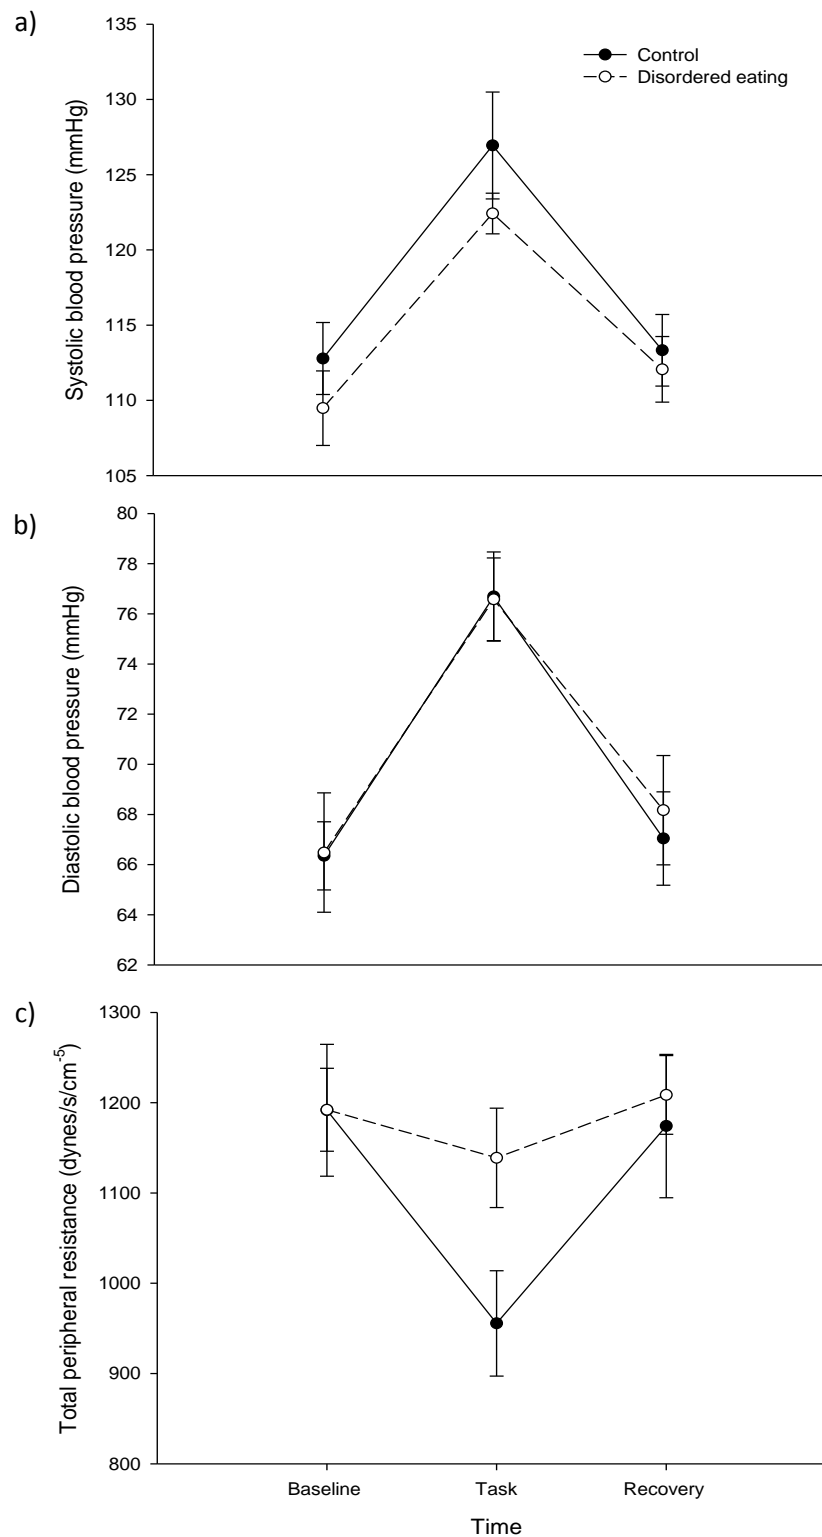 a)
135
130
125
120
115
110
105
Systolic blood pressure (mmHg)
Control
Disordered eating
b)
80
78
76
74
72
70
68
66
64
62
Diastolic blood pressure (mmHg)
c)
1300
1200
1100
1000
900
800
Total peripheral resistance (dynes/s/cm⁻⁵)
Baseline Task Recovery
Time